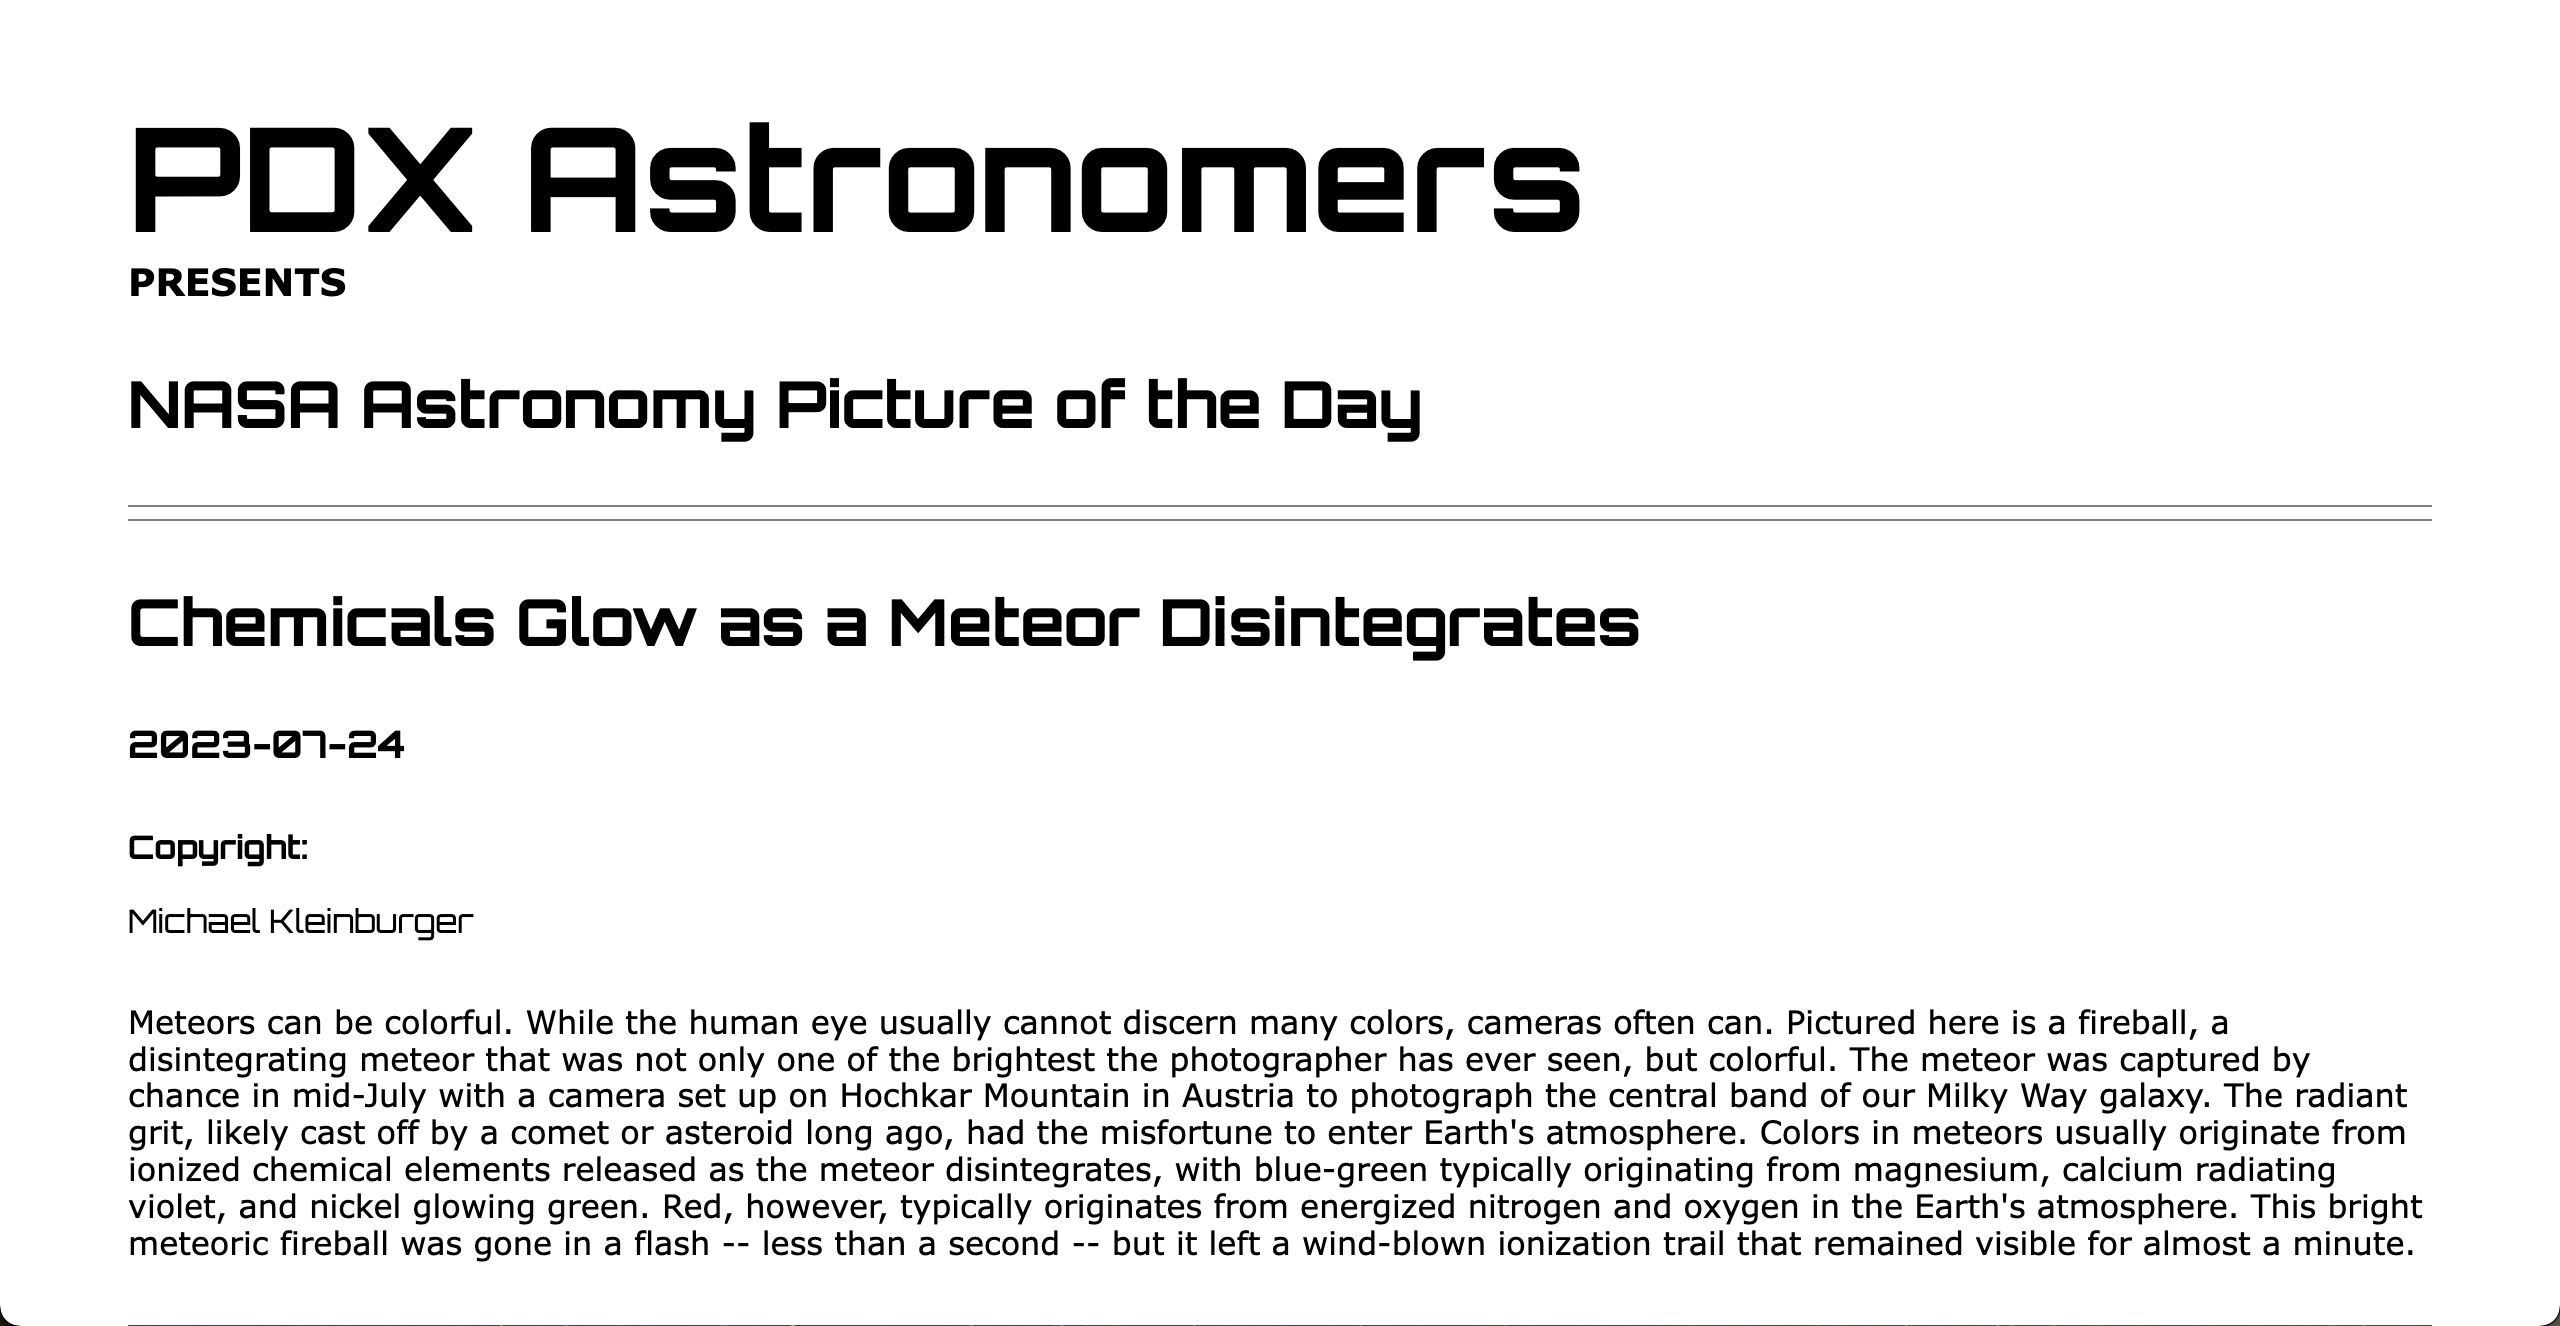 PDX Astronomers
PRESENTS
NASA Astronomy Picture of the Day
Chemicals Glow as a Meteor Disintegrates
2023-07-24
Copyright:
Michael Kleinburger
Meteors can be colorful. While the human eye usually cannot discern many colors, cameras often can. Pictured here is a fireball, a
disintegrating meteor that was not only one of the brightest the photographer has ever seen, but colorful. The meteor was captured by
chance in mid-July with a camera set up on Hochkar Mountain in Austria to photograph the central band of our Milky Way galaxy. The radiant
grit, likely cast off by a comet or asteroid long ago, had the misfortune to enter Earth's atmosphere. Colors in meteors usually originate from
ionized chemical elements released as the meteor disintegrates, with blue-green typically originating from magnesium, calcium radiating
violet, and nickel glowing green. Red, however, typically originates from energized nitrogen and oxygen in the Earth's atmosphere. This bright
meteoric fireball was gone in a flash -- less than a second -- but it left a wind-blown ionization trail that remained visible for almost a minute.